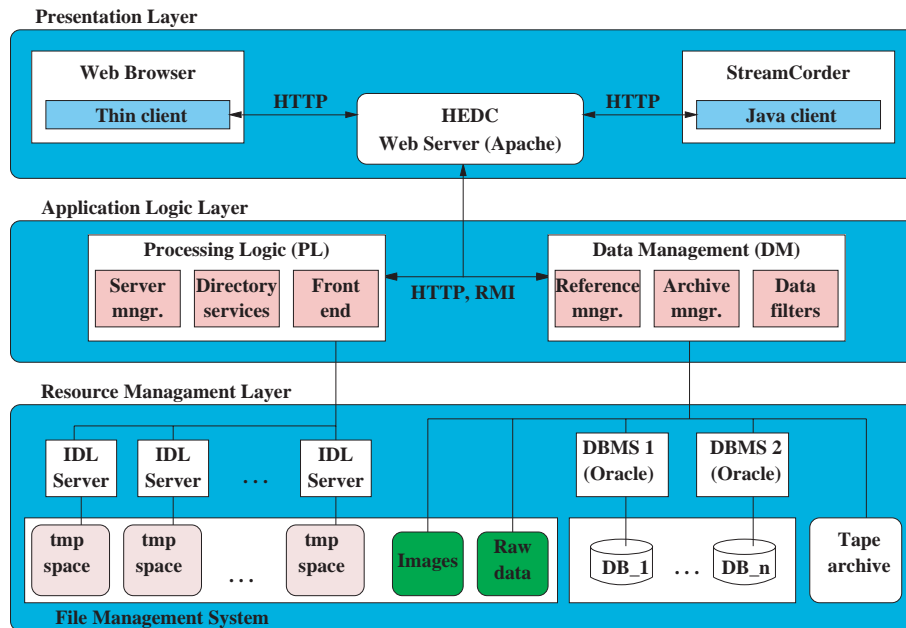 Presentation Layer
Web Browser
Thin client
HTTP
HEDC
Web Server (Apache)
HTTP
StreamCorder
Java client
Application Logic Layer
Processing Logic (PL)
Server
mngr.
Directory
services
Front
end
HTTP, RMI
Data Management (DM)
Reference
mngr.
Archive
mngr.
Data
filters
Resource Managament Layer
IDL
Server
IDL
Server
...
IDL
Server
DBMS 1
(Oracle)
DBMS 2
(Oracle)
tmp
space
tmp
space
...
tmp
space
Images
Raw
data
DB_1
...
DB_n
Tape
archive
File Management System